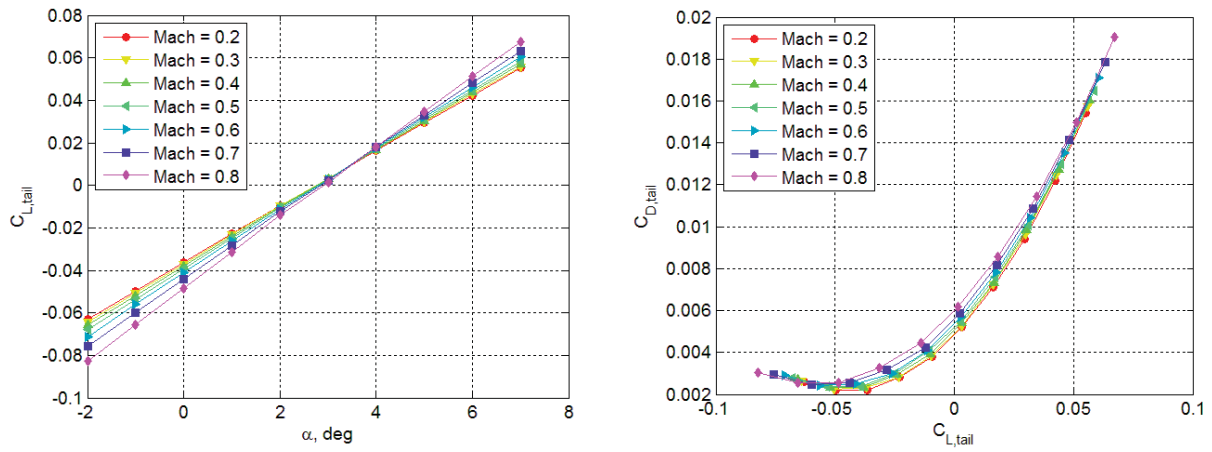 0.08
0.06
0.04
0.02
0
-0.02
-0.04
-0.06
-0.08
-0.1
C_L,tail
Mach = 0.2
Mach = 0.3
Mach = 0.4
Mach = 0.5
Mach = 0.6
Mach = 0.7
Mach = 0.8
-2 0 2 4 6 8
α, deg
0.02
0.018
0.016
0.014
0.012
0.01
0.008
0.006
0.004
0.002
C_D,tail
Mach = 0.2
Mach = 0.3
Mach = 0.4
Mach = 0.5
Mach = 0.6
Mach = 0.7
Mach = 0.8
-0.1 -0.05 0 0.05 0.1
C_L,tail